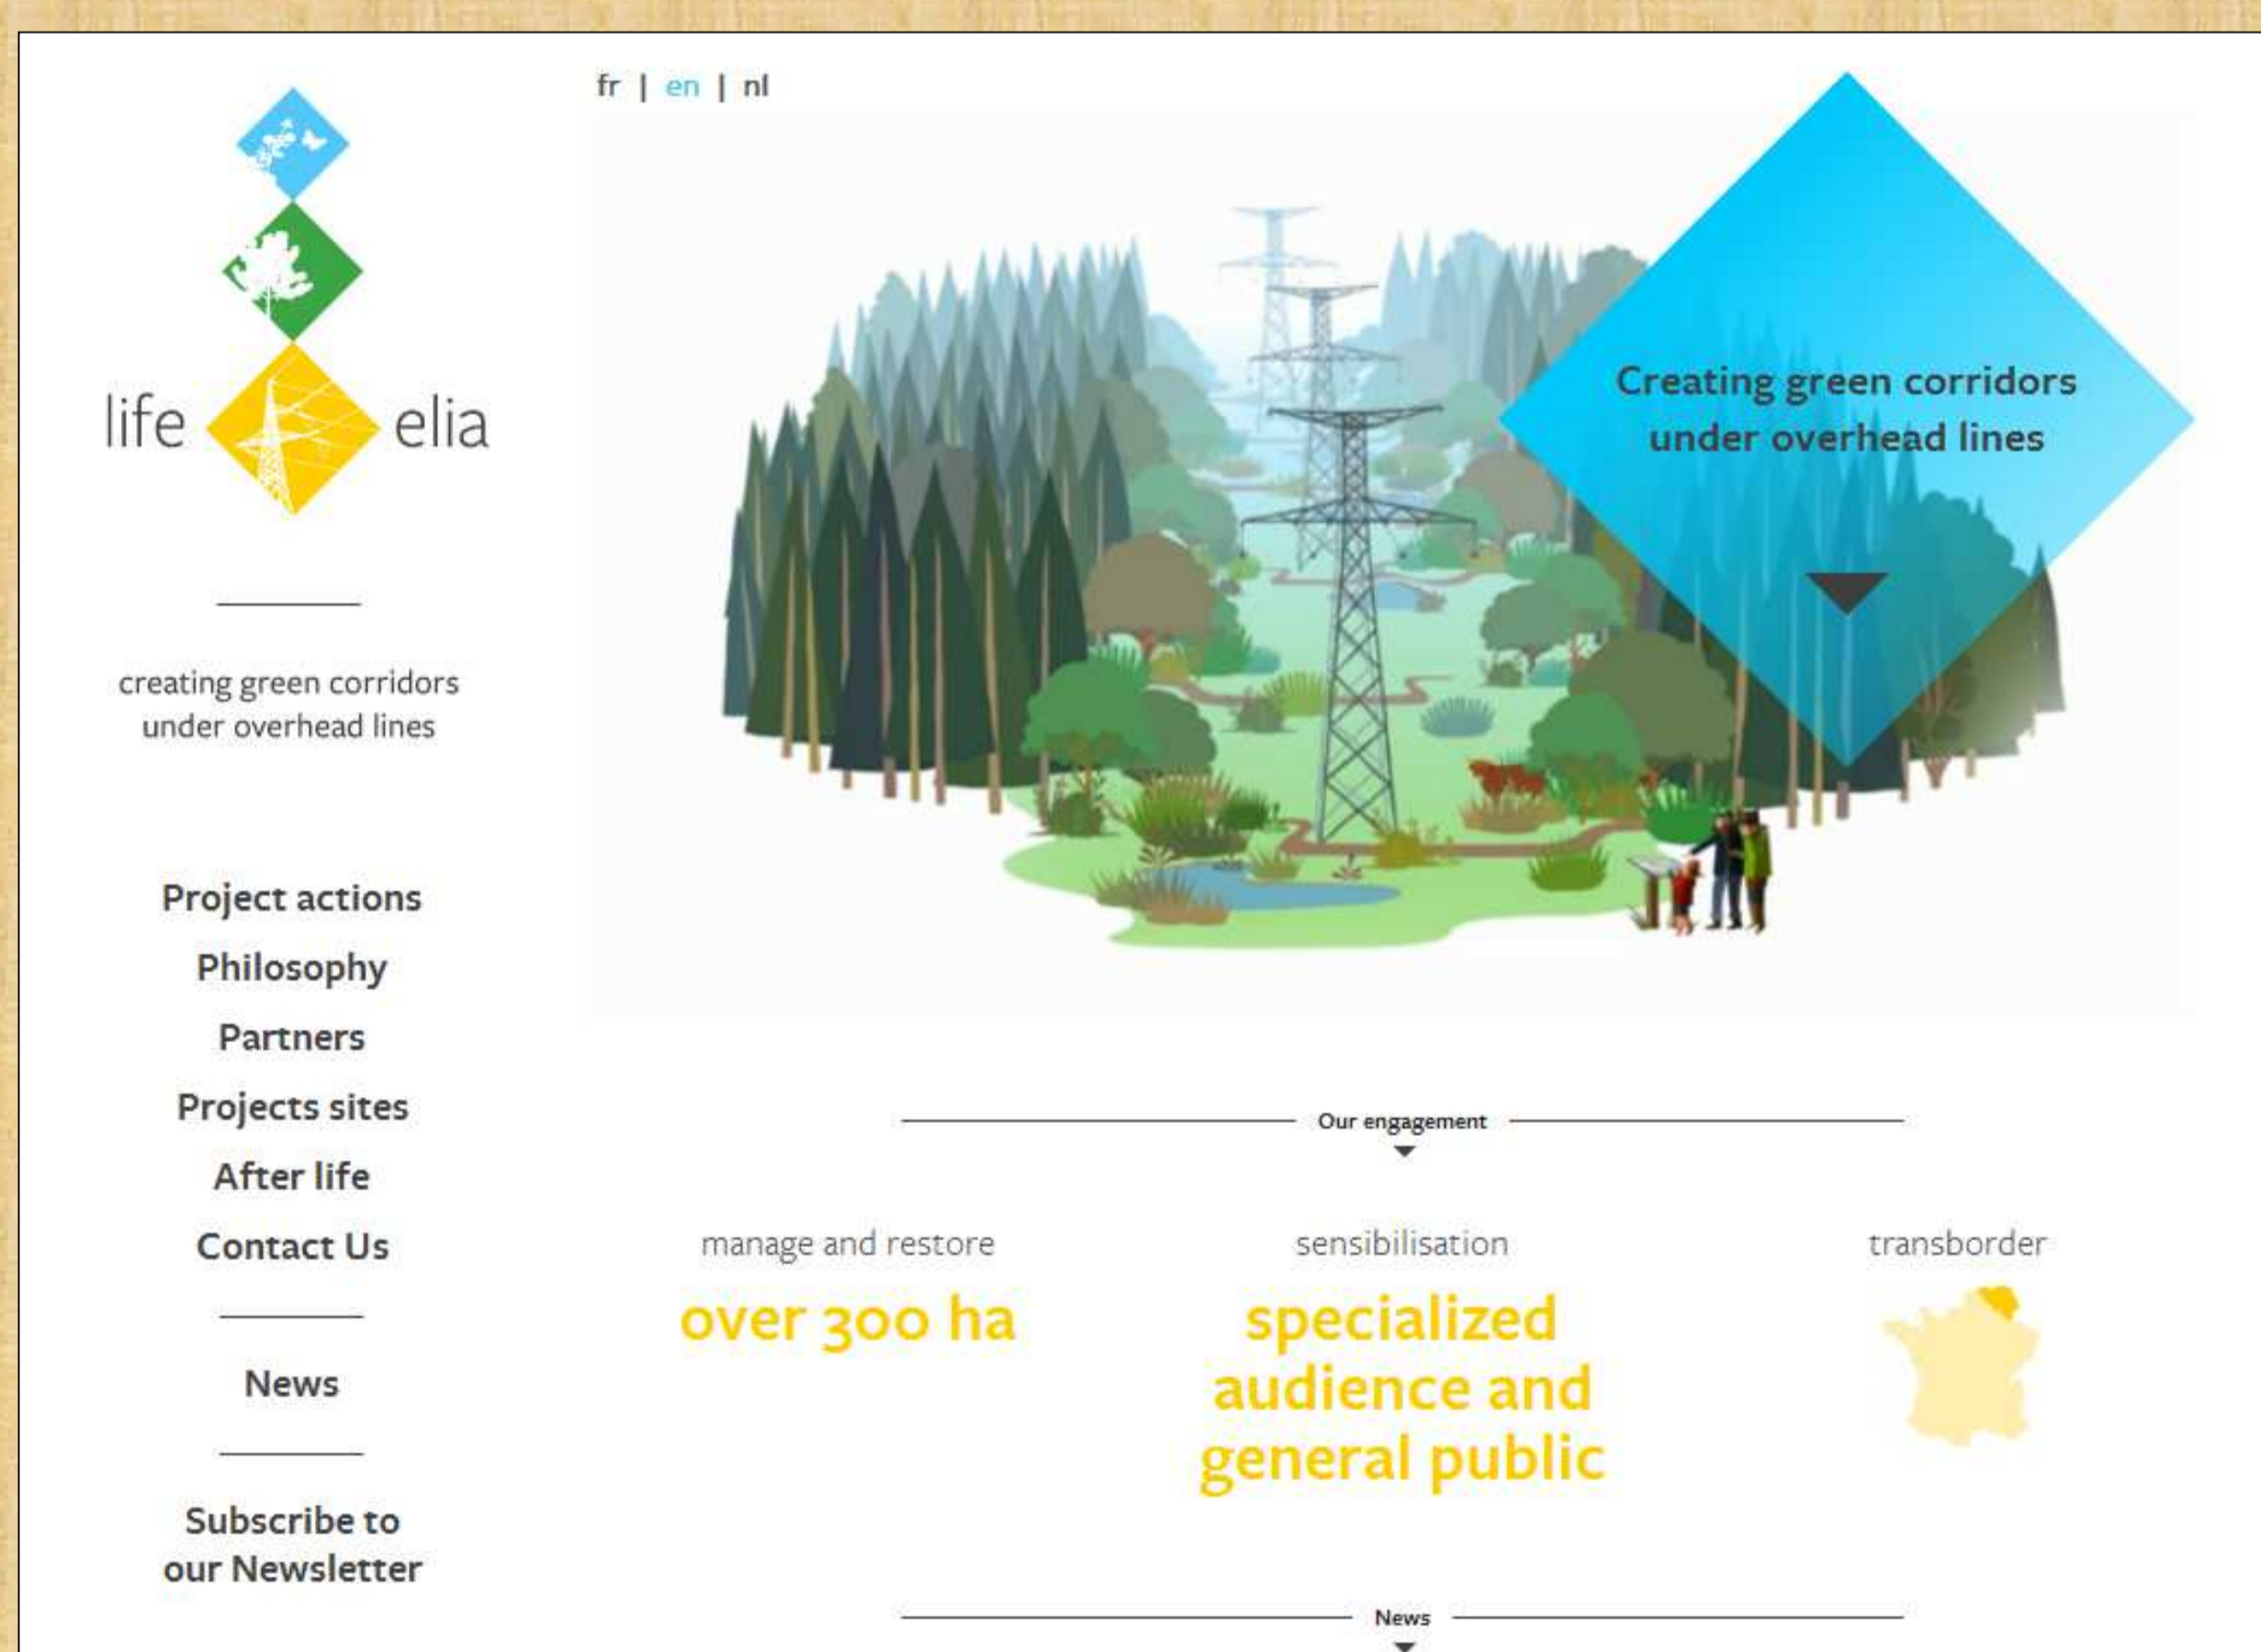 fr | en | nl
life elia
creating green corridors
under overhead lines
Project actions
Philosophy
Partners
Projects sites
After life
Contact Us
News
Subscribe to
our Newsletter
Creating green corridors
under overhead lines
Our engagement
manage and restore
over 300 ha
sensibilisation
specialized
audience and
general public
transborder
News